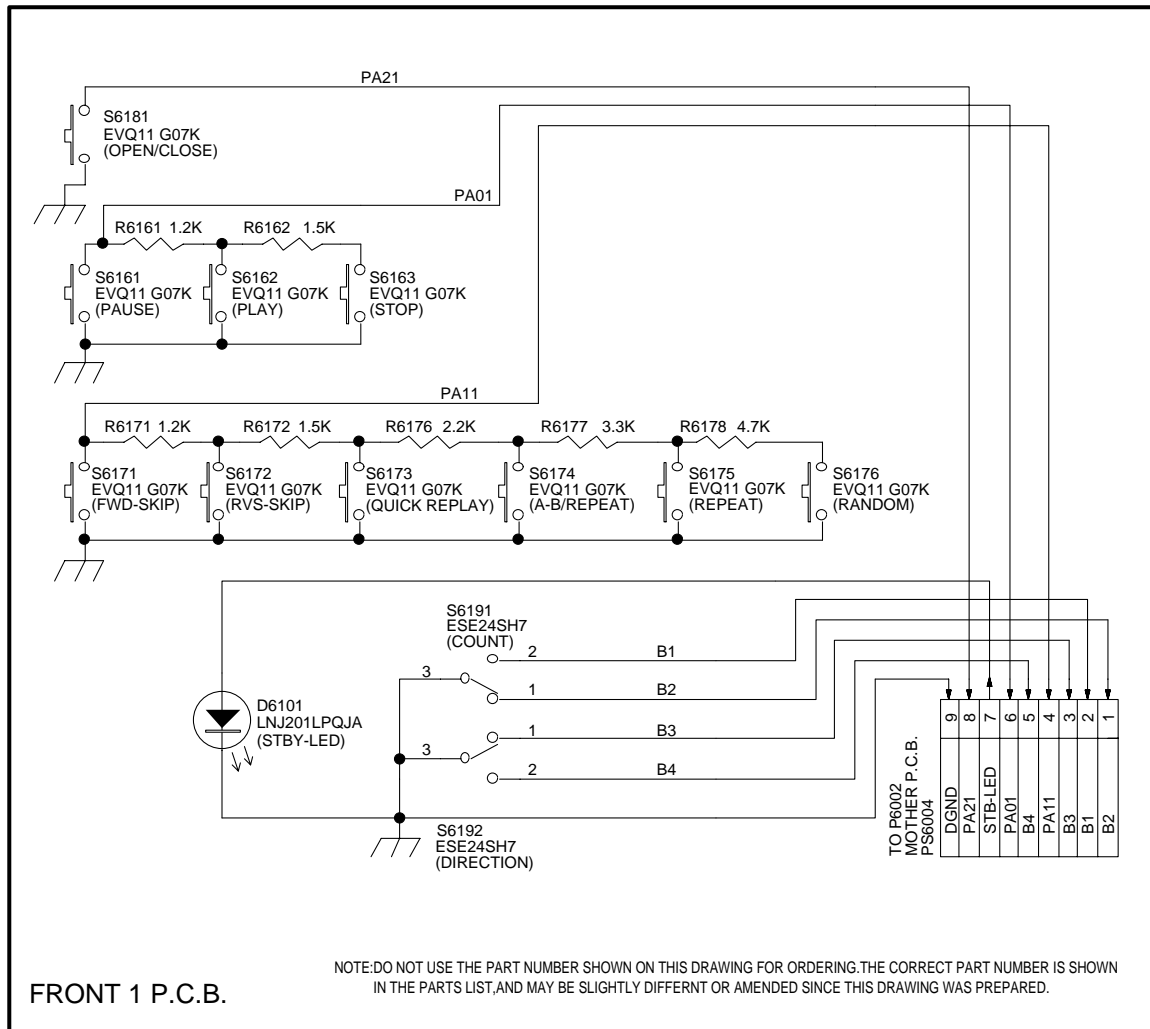 PA21
S6181
EVQ11 G07K
(OPEN/CLOSE)
PA01
R6161 1.2K
R6162 1.5K
S6161
EVQ11 G07K
(PAUSE)
S6162
EVQ11 G07K
(PLAY)
S6163
EVQ11 G07K
(STOP)
PA11
R6171 1.2K
R6172 1.5K
R6176 2.2K
R6177 3.3K
R6178 4.7K
S6171
EVQ11 G07K
(FWD-SKIP)
S6172
EVQ11 G07K
(RVS-SKIP)
S6173
EVQ11 G07K
(QUICK REPLAY)
S6174
EVQ11 G07K
(A-B/REPEAT)
S6175
EVQ11 G07K
(REPEAT)
S6176
EVQ11 G07K
(RANDOM)
S6191
ESE24SH7
(COUNT)
2 B1
3
1 B2
1 B3
3
2 B4
D6101
LNJ201LPQJA
(STBY-LED)
S6192
ESE24SH7
(DIRECTION)
TO P6002
MOTHER P.C.B.
PS6004
9 DGND
8 PA21
7 STB-LED
6 PA01
5 B4
4 PA11
3 B3
2 B1
1 B2
NOTE:DO NOT USE THE PART NUMBER SHOWN ON THIS DRAWING FOR ORDERING.THE CORRECT PART NUMBER IS SHOWN
IN THE PARTS LIST,AND MAY BE SLIGHTLY DIFFERNT OR AMENDED SINCE THIS DRAWING WAS PREPARED.
FRONT 1 P.C.B.